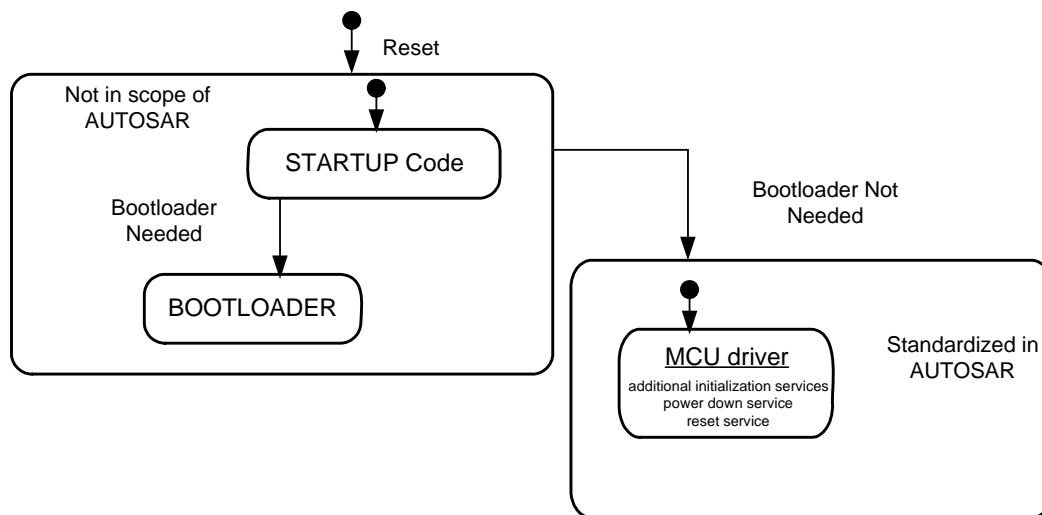 Reset
Not in scope of
AUTOSAR
STARTUP Code
Bootloader
Needed
BOOTLOADER
Bootloader Not
Needed
MCU driver
additional initialization services
power down service
reset service
Standardized in
AUTOSAR